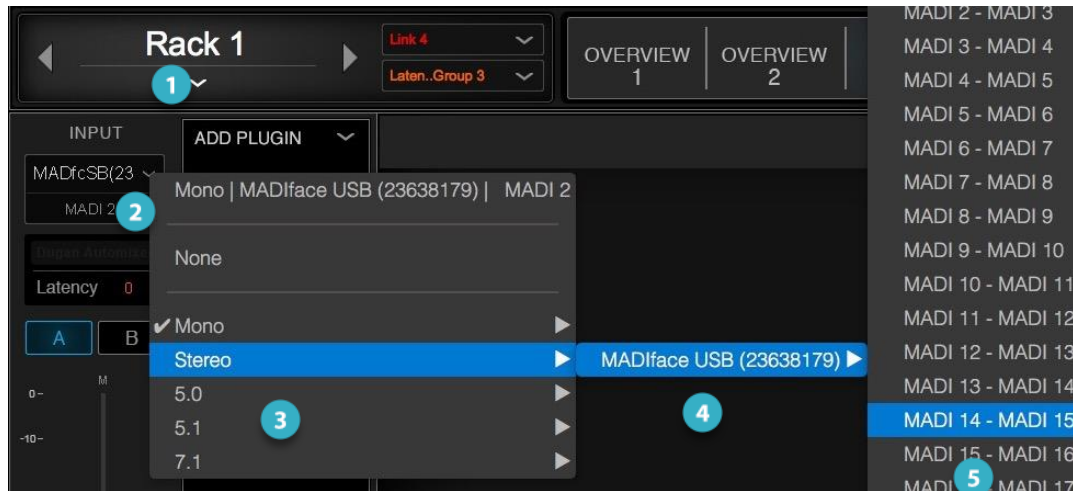 Rack 1
1
Link 4
Laten..Group 3
OVERVIEW
1
OVERVIEW
2
INPUT
MADfcSB(23
MADI 2
2
Latency 0
A
B
M
0-
-10-
ADD PLUGIN
Mono | MADIface USB (23638179) | MADI 2
None
✔Mono
Stereo
5.0
5.1
7.1
3
MADIface USB (23638179)
4
MADI 2 - MADI 3
MADI 3 - MADI 4
MADI 4 - MADI 5
MADI 5 - MADI 6
MADI 6 - MADI 7
MADI 7 - MADI 8
MADI 8 - MADI 9
MADI 9 - MADI 10
MADI 10 - MADI 11
MADI 11 - MADI 12
MADI 12 - MADI 13
MADI 13 - MADI 14
MADI 14 - MADI 15
MADI 15 - MADI 16
MADI MADI 17
5